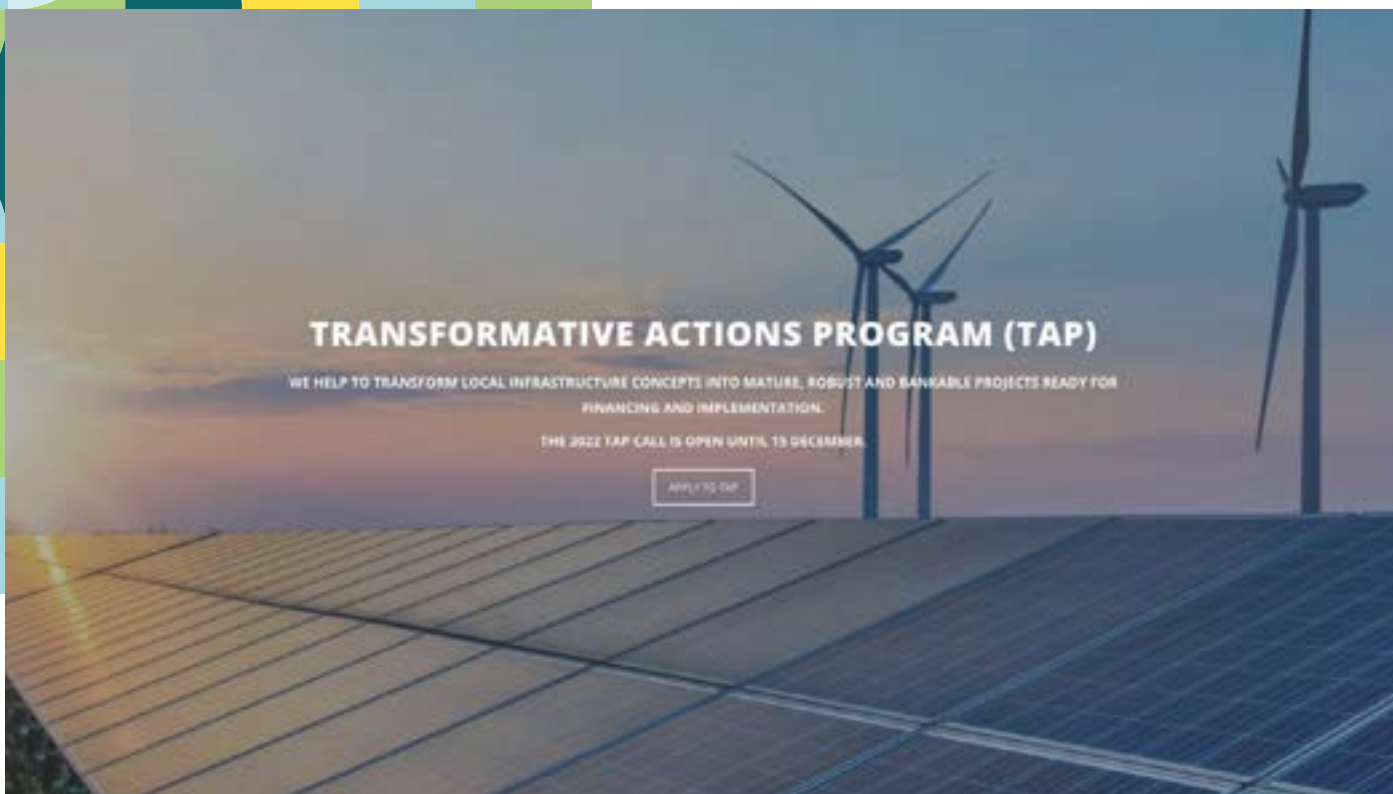 TRANSFORMATIVE ACTIONS PROGRAM (TAP)
WE HELP TO TRANSFORM LOCAL INFRASTRUCTURE CONCEPTS INTO MATURE, ROBUST AND BANKABLE PROJECTS READY FOR
FINANCING AND IMPLEMENTATION.
THE 2022 TAP CALL IS OPEN UNTIL 15 DECEMBER.
APPLY TO TAP